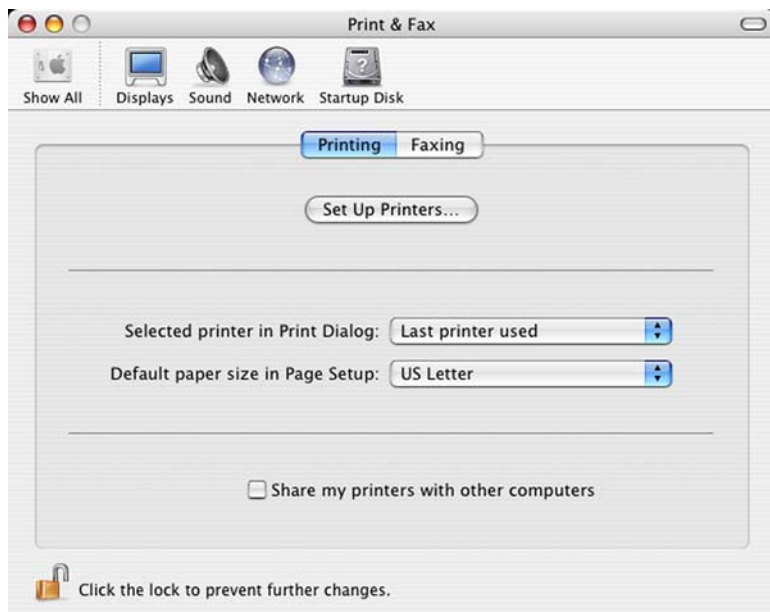 Print & Fax
Show All Displays Sound Network Startup Disk
Printing Faxing
Set Up Printers...
Selected printer in Print Dialog: Last printer used
Default paper size in Page Setup: US Letter
Share my printers with other computers
Click the lock to prevent further changes.